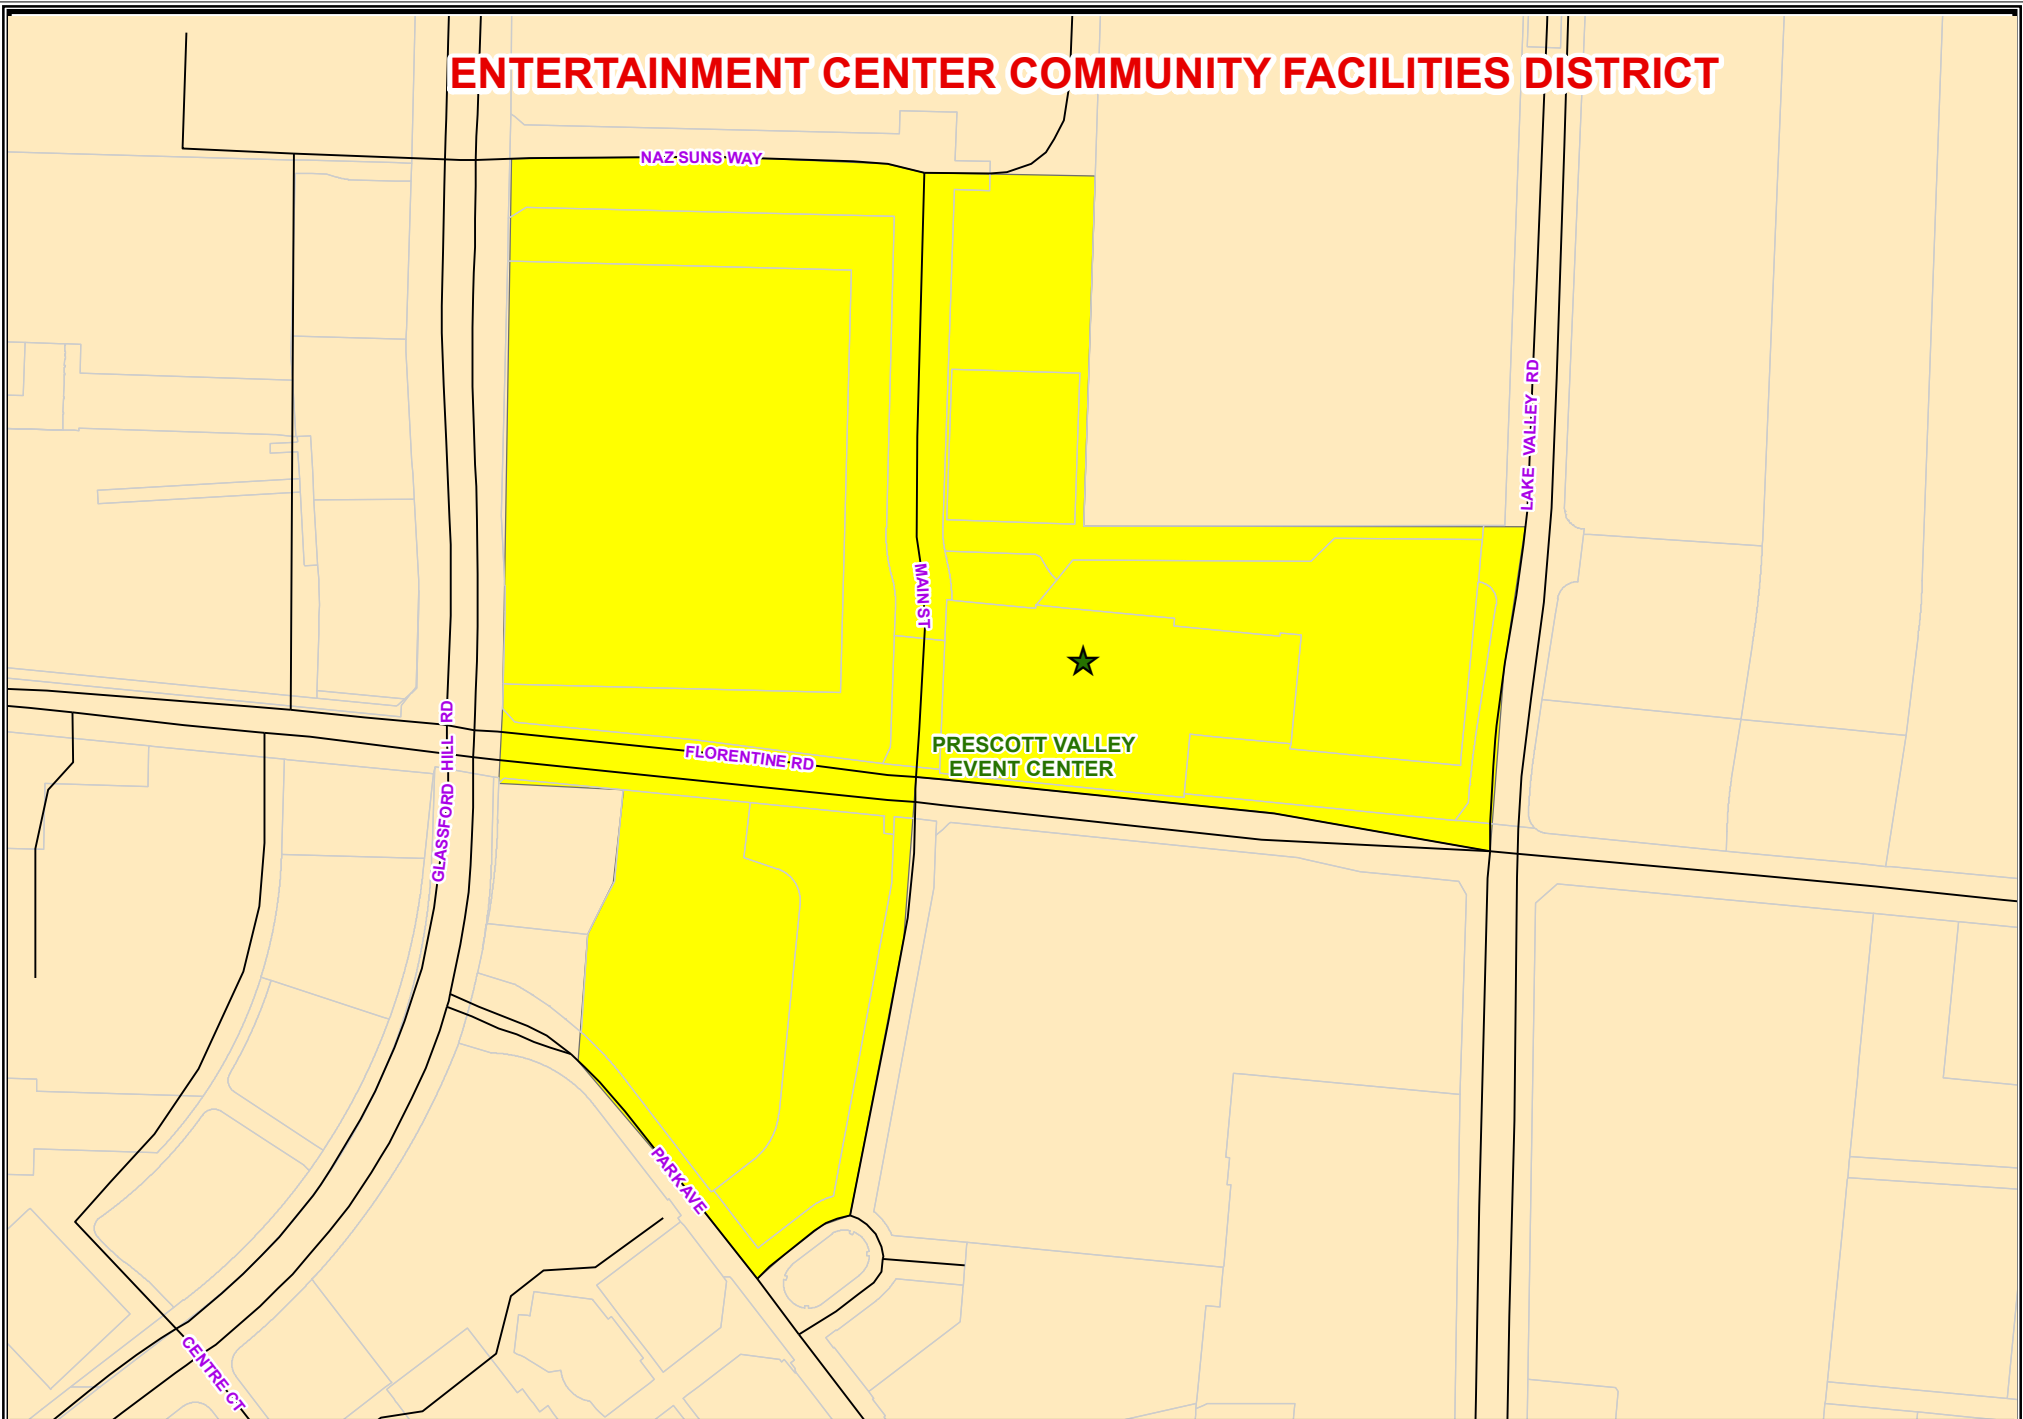 ENTERTAINMENT CENTER COMMUNITY FACILITIES DISTRICT
NAZ SUNS WAY
LAKE VALLEY RD
MAIN ST
GLASSFORD HILL RD
FLORENTINE RD
PRESCOTT VALLEY
EVENT CENTER
PARK AVE
CENTRE CT